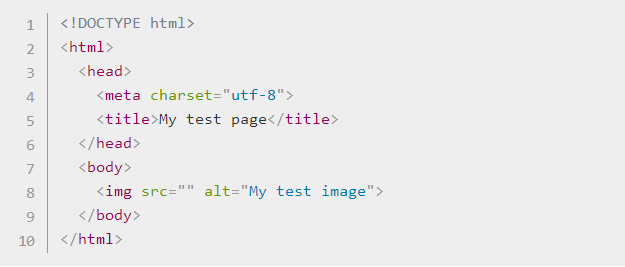 1 <!DOCTYPE html>
2 <html>
3   <head>
4     <meta charset="utf-8">
5     <title>My test page</title>
6   </head>
7   <body>
8     <img src="" alt="My test image">
9   </body>
10 </html>